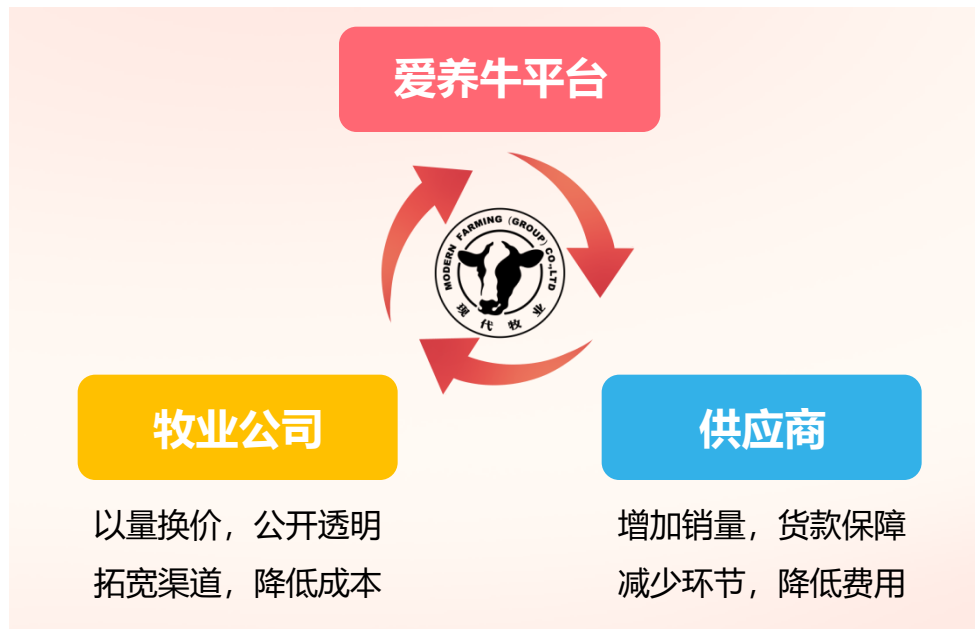 爱养牛平台
MODERN FARMING (GROUP) CO.,LTD
现代牧业
牧业公司
供应商
以量换价，公开透明
拓宽渠道，降低成本
增加销量，货款保障
减少环节，降低费用